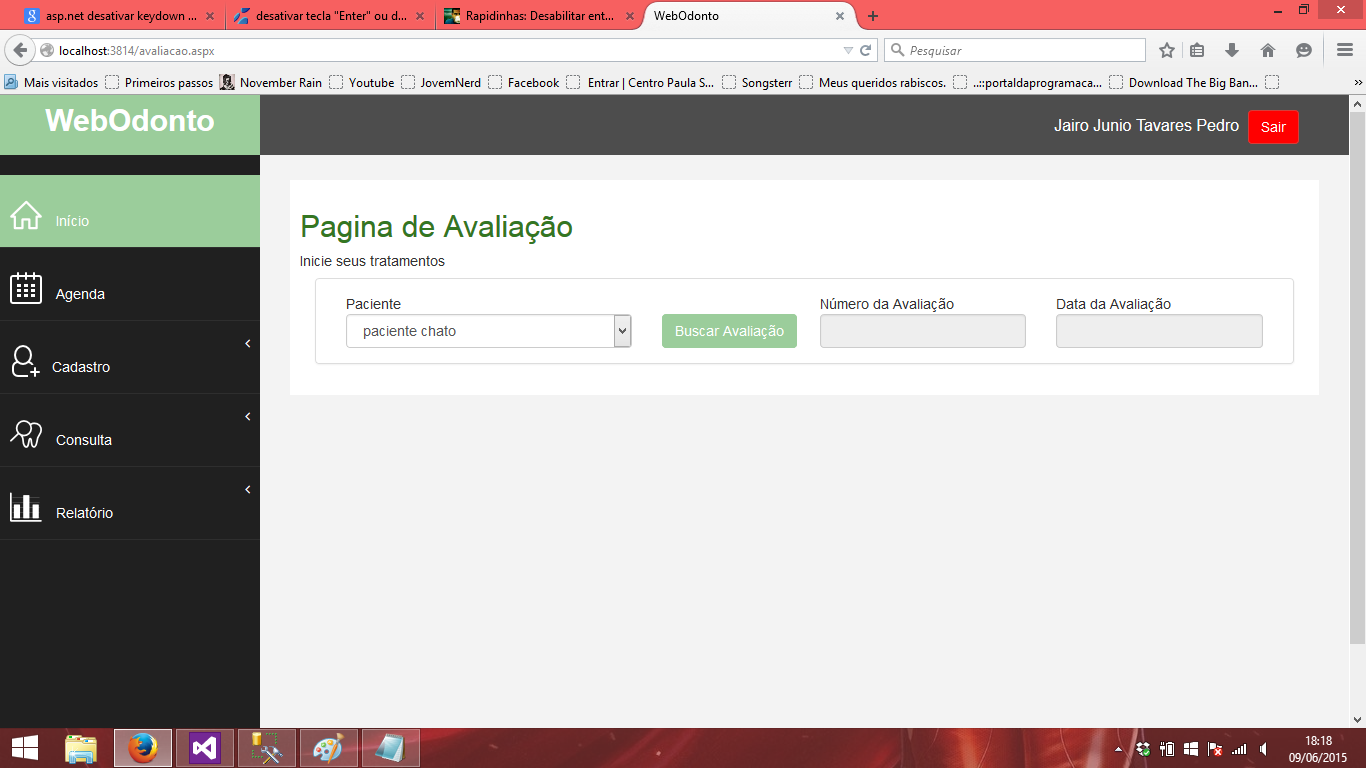 asp.net desativar keydown ...
desativar tecla "Enter" ou d...
Rapidinhas: Desabilitar ent...
WebOdonto
localhost:3814/avaliacao.aspx
Pesquisar
Mais visitados
Primeiros passos
November Rain
Youtube
JovemNerd
Facebook
Entrar | Centro Paula S...
Songsterr
Meus queridos rabiscos.
..::portaldaprogramaca...
Download The Big Ban...
WebOdonto
Jairo Junio Tavares Pedro
Sair
Início
Agenda
Cadastro
Consulta
Relatório
Pagina de Avaliação
Inicie seus tratamentos
Paciente
paciente chato
Buscar Avaliação
Número da Avaliação
Data da Avaliação
18:18
09/06/2015